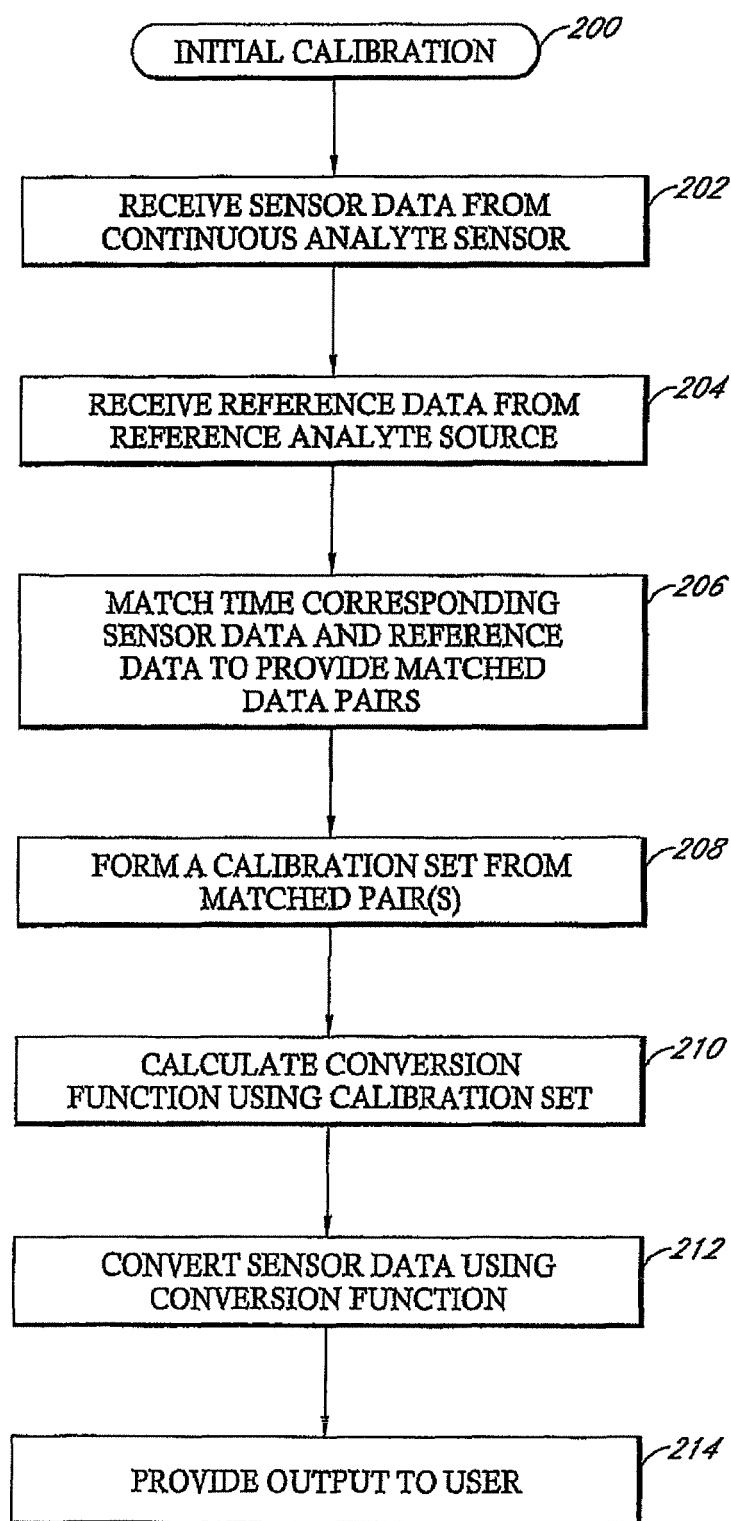 INITIAL CALIBRATION
200
RECEIVE SENSOR DATA FROM
CONTINUOUS ANALYTE SENSOR
202
RECEIVE REFERENCE DATA FROM
REFERENCE ANALYTE SOURCE
204
MATCH TIME CORRESPONDING
SENSOR DATA AND REFERENCE
DATA TO PROVIDE MATCHED
DATA PAIRS
206
FORM A CALIBRATION SET FROM
MATCHED PAIR(S)
208
CALCULATE CONVERSION
FUNCTION USING CALIBRATION SET
210
CONVERT SENSOR DATA USING
CONVERSION FUNCTION
212
PROVIDE OUTPUT TO USER
214